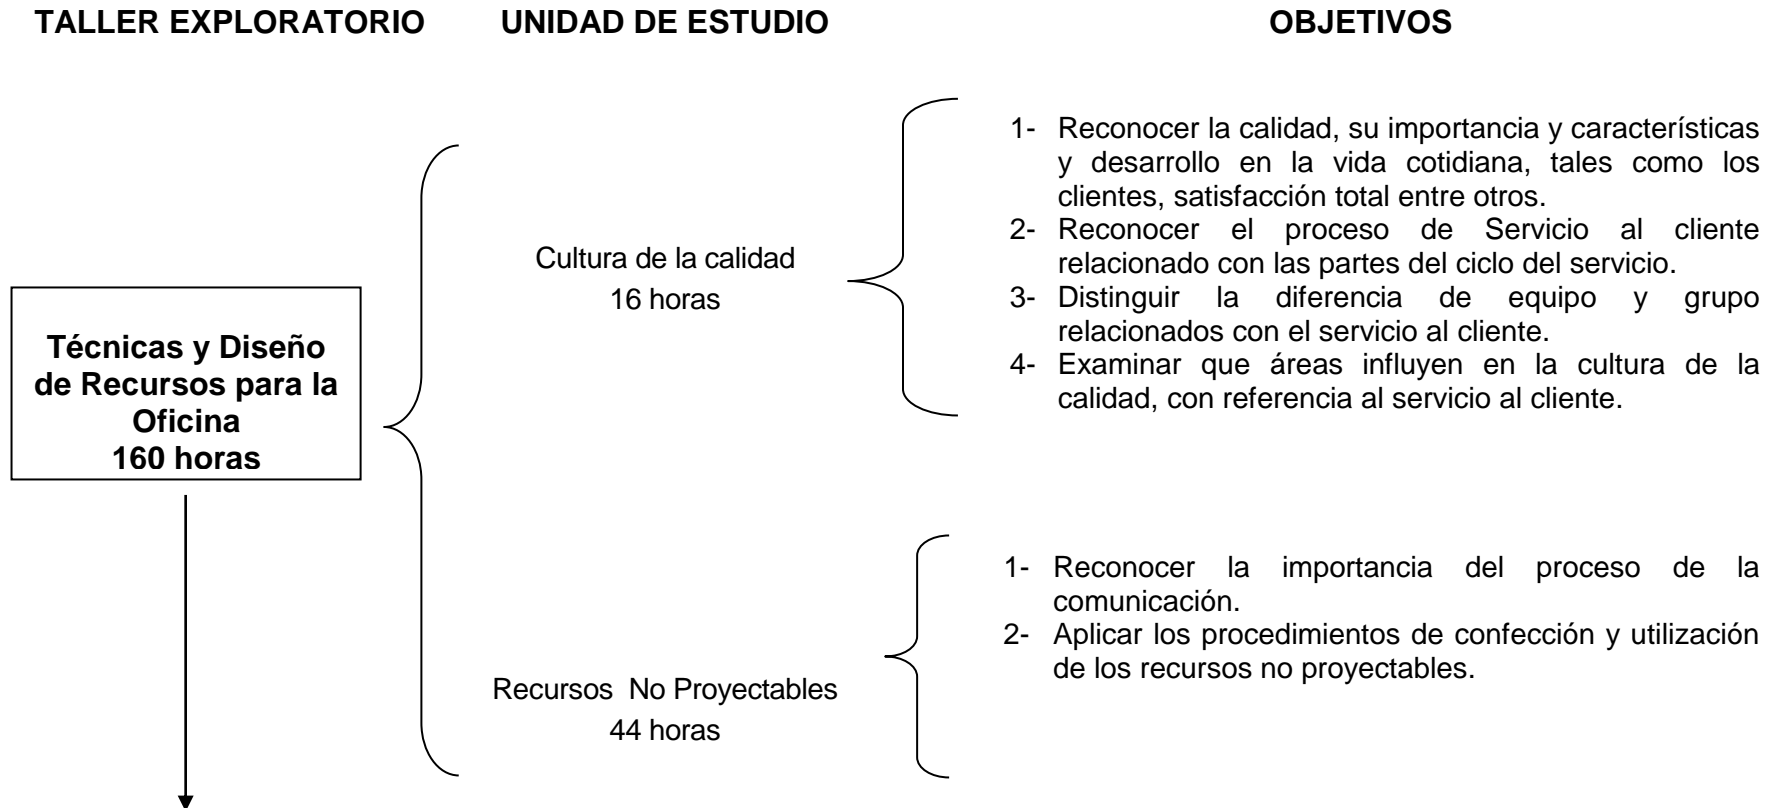 TALLER EXPLORATORIO UNIDAD DE ESTUDIO OBJETIVOS
Técnicas y Diseño
de Recursos para la
Oficina
160 horas
Cultura de la calidad
16 horas
1- Reconocer la calidad, su importancia y características
y desarrollo en la vida cotidiana, tales como los
clientes, satisfacción total entre otros.
2- Reconocer el proceso de Servicio al cliente
relacionado con las partes del ciclo del servicio.
3- Distinguir la diferencia de equipo y grupo
relacionados con el servicio al cliente.
4- Examinar que áreas influyen en la cultura de la
calidad, con referencia al servicio al cliente.
Recursos No Proyectables
44 horas
1- Reconocer la importancia del proceso de la
comunicación.
2- Aplicar los procedimientos de confección y utilización
de los recursos no proyectables.